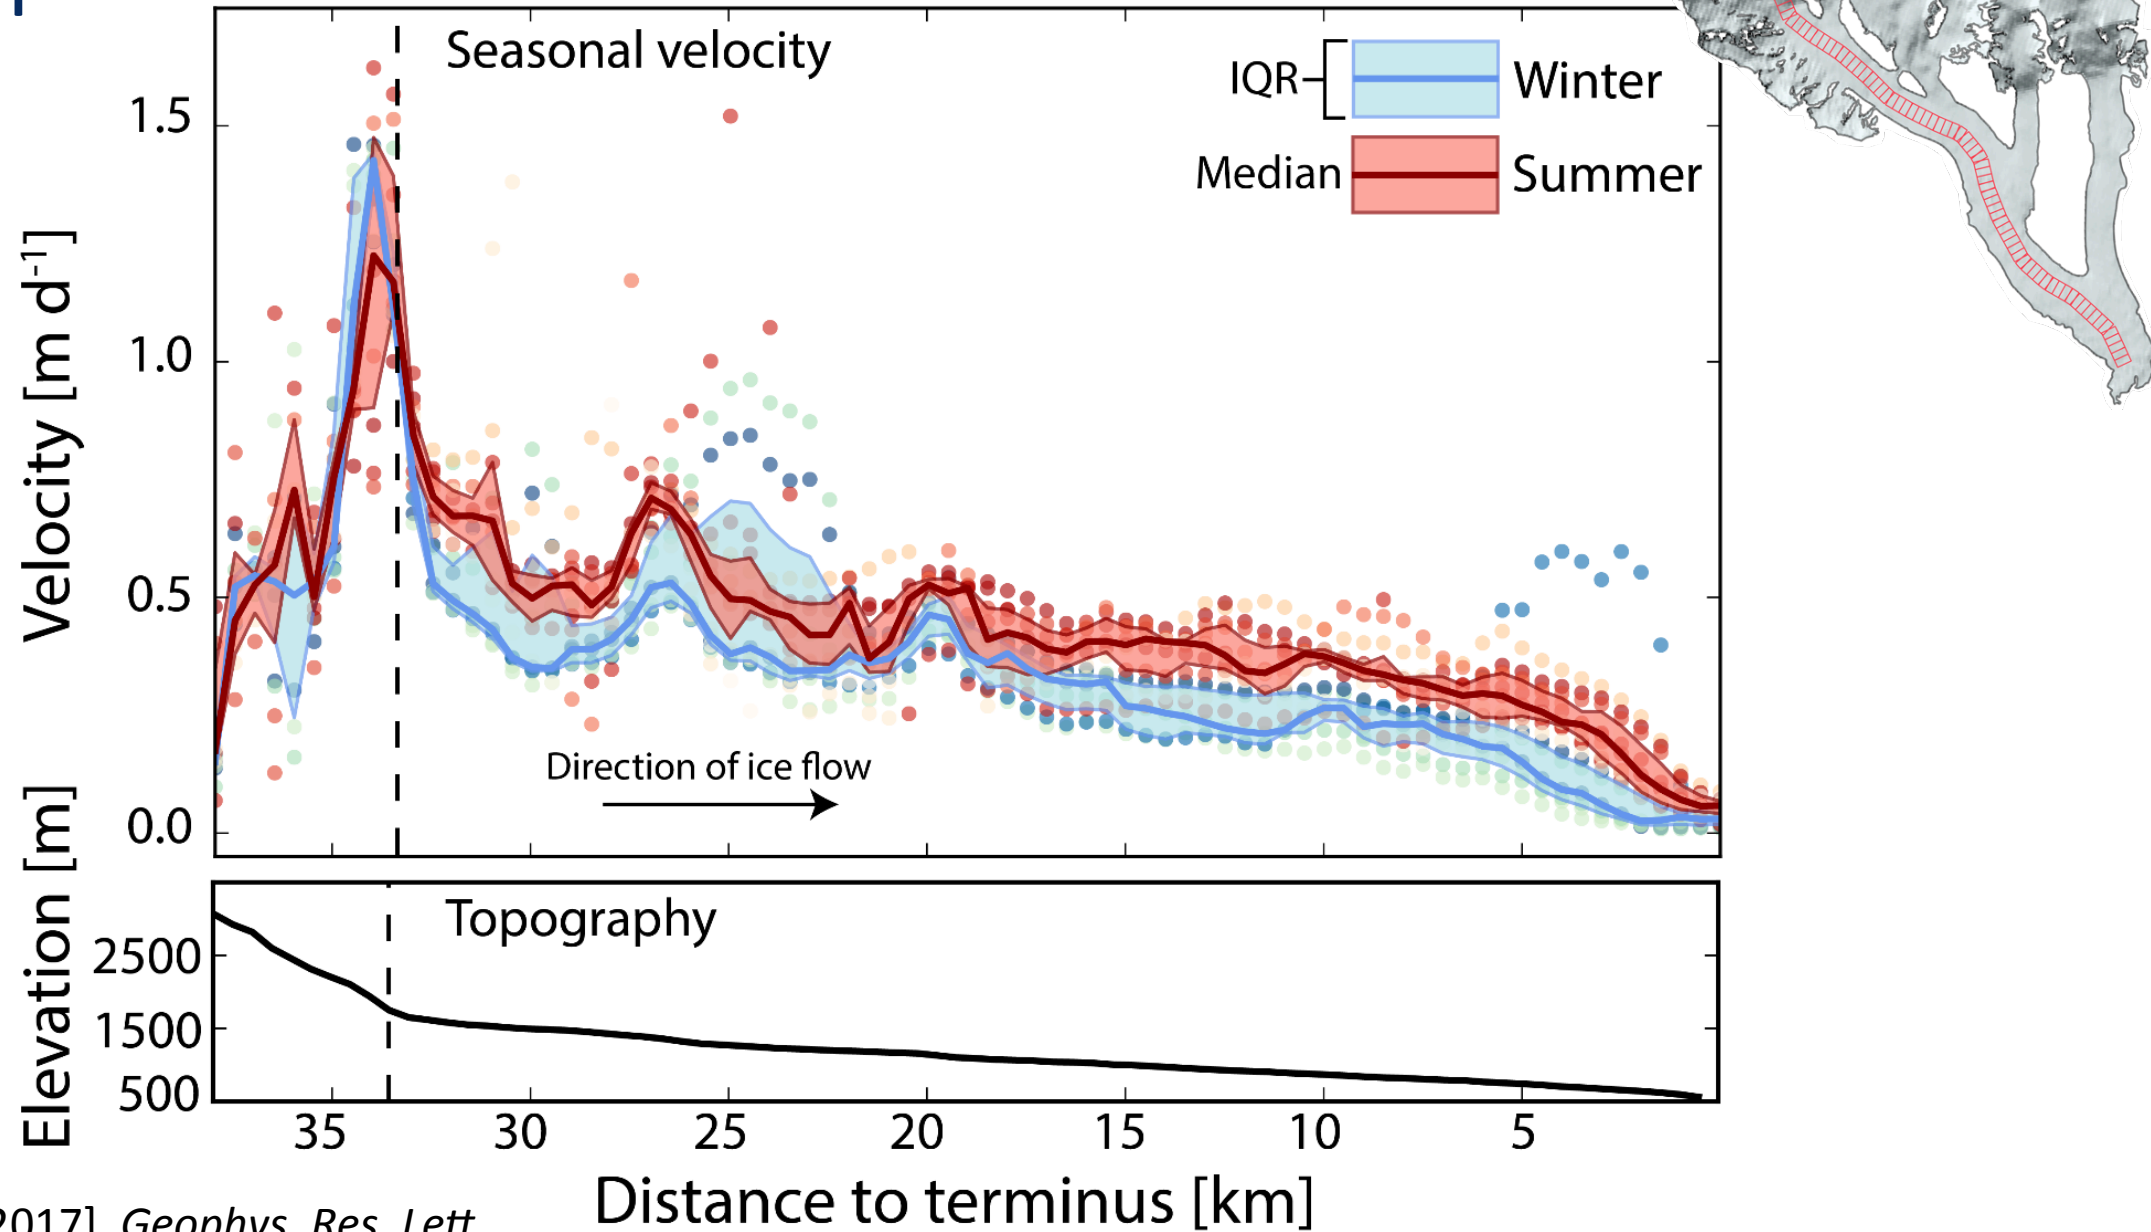 Seasonal velocity
IQR
Winter
Median
Summer
Velocity [m d⁻¹]
1.5
1.0
0.5
0.0
Direction of ice flow
Elevation [m]
Topography
2500
1500
500
35 30 25 20 15 10 5
Distance to terminus [km]
2017], Geophys. Res. Lett.